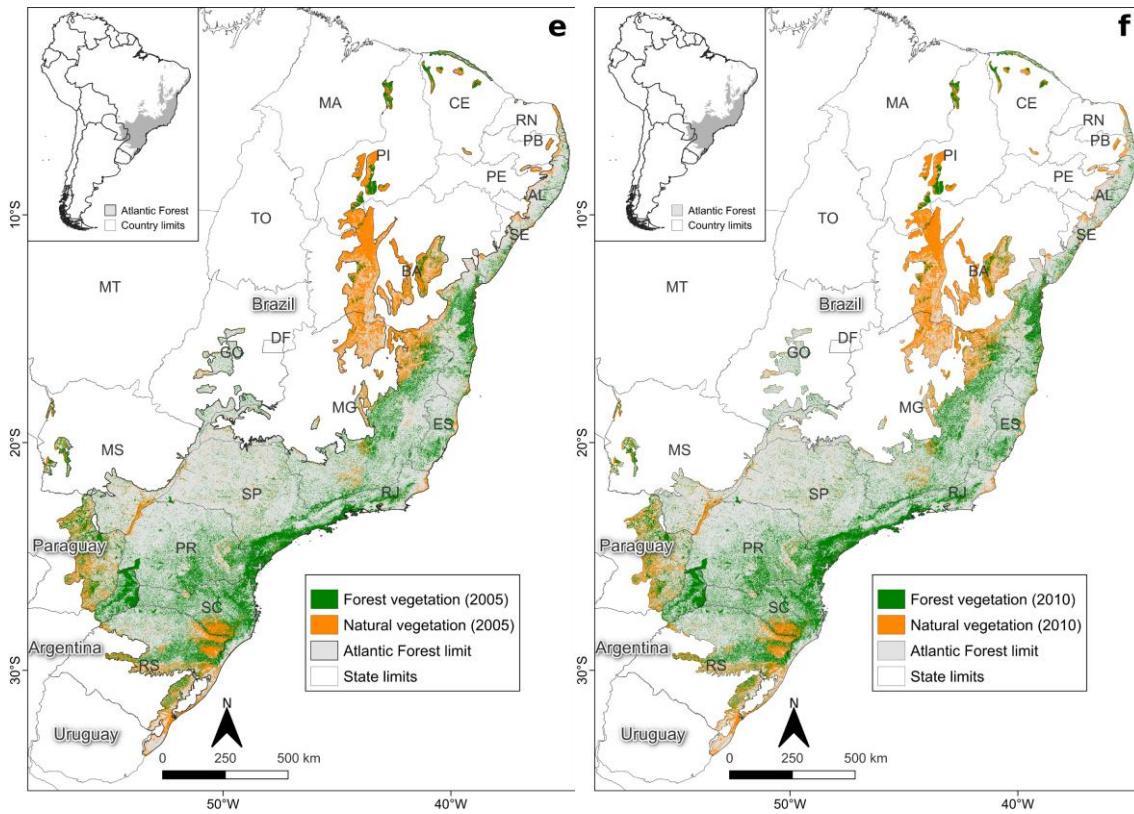 e
Atlantic Forest
Country limits
MA
CE
RN
PB
PI
PE
AL
10°S
TO
SE
BA
MT
Brazil
DF
GO
MG
ES
20°S
MS
SP
RJ
Paraguay
PR
Forest vegetation (2005)
SC
Natural vegetation (2005)
Argentina
Atlantic Forest limit
RS
30°S
State limits
N
Uruguay
0 250 500 km
50°W 40°W
f
Atlantic Forest
Country limits
MA
CE
RN
PB
PI
PE
AL
10°S
TO
SE
BA
MT
Brazil
DF
GO
MG
ES
20°S
MS
SP
RJ
Paraguay
PR
Forest vegetation (2010)
SC
Natural vegetation (2010)
Argentina
Atlantic Forest limit
RS
30°S
State limits
N
Uruguay
0 250 500 km
50°W 40°W